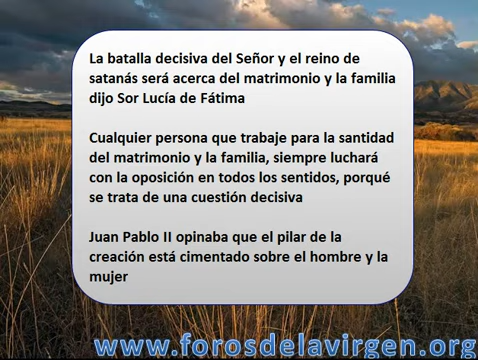 La batalla decisiva del Señor y el reino de
satanás será acerca del matrimonio y la familia
dijo Sor Lucía de Fátima
Cualquier persona que trabaje para la santidad
del matrimonio y la familia, siempre luchará
con la oposición en todos los sentidos, porqué
se trata de una cuestión decisiva
Juan Pablo II opinaba que el pilar de la
creación está cimentado sobre el hombre y la
mujer
www.forosdelavirgen.org